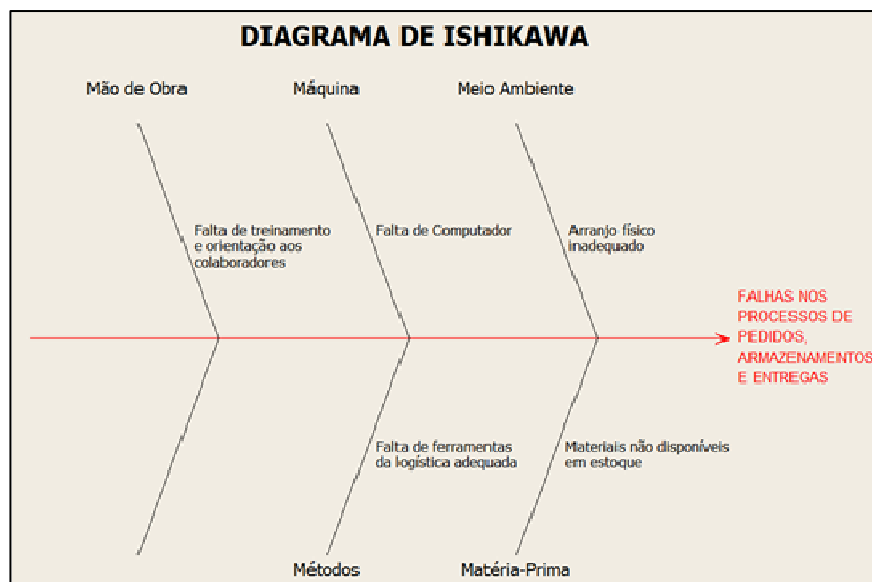 DIAGRAMA DE ISHIKAWA
Mão de Obra
Máquina
Meio Ambiente
Falta de treinamento
e orientação aos
colaboradores
Falta de Computador
Arranjo físico
inadequado
FALHAS NOS
PROCESSOS DE
PEDIDOS,
ARMAZENAMENTOS
E ENTREGAS
Falta de ferramentas
da logística adequada
Materiais não disponíveis
em estoque
Métodos
Matéria-Prima